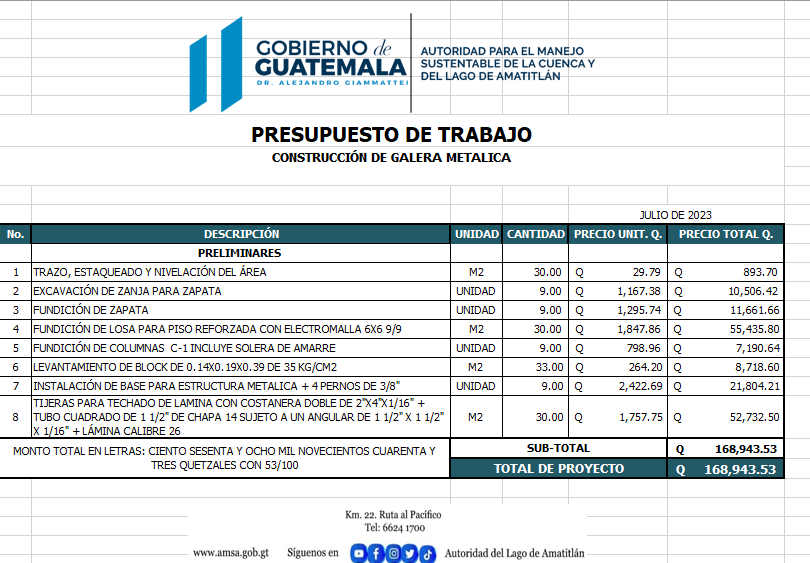 GOBIERNO de
GUATEMALA
DR. ALEJANDRO GIAMMATTEI
AUTORIDAD PARA EL MANEJO
SUSTENTABLE DE LA CUENCA Y
DEL LAGO DE AMATITLÁN
PRESUPUESTO DE TRABAJO
CONSTRUCCIÓN DE GALERA METALICA
JULIO DE 2023
No. DESCRIPCIÓN UNIDAD CANTIDAD PRECIO UNIT. Q. PRECIO TOTAL Q.
PRELIMINARES
1 TRAZO, ESTAQUEADO Y NIVELACIÓN DEL ÁREA M2 30.00 Q 29.79 Q 893.70
2 EXCAVACIÓN DE ZANJA PARA ZAPATA UNIDAD 9.00 Q 1,167.38 Q 10,506.42
3 FUNDICIÓN DE ZAPATA UNIDAD 9.00 Q 1,295.74 Q 11,661.66
4 FUNDICIÓN DE LOSA PARA PISO REFORZADA CON ELECTROMALLA 6X6 9/9 M2 30.00 Q 1,847.86 Q 55,435.80
5 FUNDICIÓN DE COLUMNAS C-1 INCLUYE SOLERA DE AMARRE UNIDAD 9.00 Q 798.96 Q 7,190.64
6 LEVANTAMIENTO DE BLOCK DE 0.14X0.19X0.39 DE 35 KG/CM2 M2 33.00 Q 264.20 Q 8,718.60
7 INSTALACIÓN DE BASE PARA ESTRUCTURA METALICA + 4 PERNOS DE 3/8" UNIDAD 9.00 Q 2,422.69 Q 21,804.21
8 TIJERAS PARA TECHADO DE LAMINA CON COSTANERA DOBLE DE 2"X4"X1/16" +
TUBO CUADRADO DE 1 1/2" DE CHAPA 14 SUJETO A UN ANGULAR DE 1 1/2" X 1 1/2"
X 1/16" + LÁMINA CALIBRE 26 M2 30.00 Q 1,757.75 Q 52,732.50
MONTO TOTAL EN LETRAS: CIENTO SESENTA Y OCHO MIL NOVECIENTOS CUARENTA Y
TRES QUETZALES CON 53/100
SUB-TOTAL Q 168,943.53
TOTAL DE PROYECTO Q 168,943.53
Km. 22. Ruta al Pacífico
Tel: 6624 1700
www.amsa.gob.gt Síguenos en Autoridad del Lago de Amatitlán